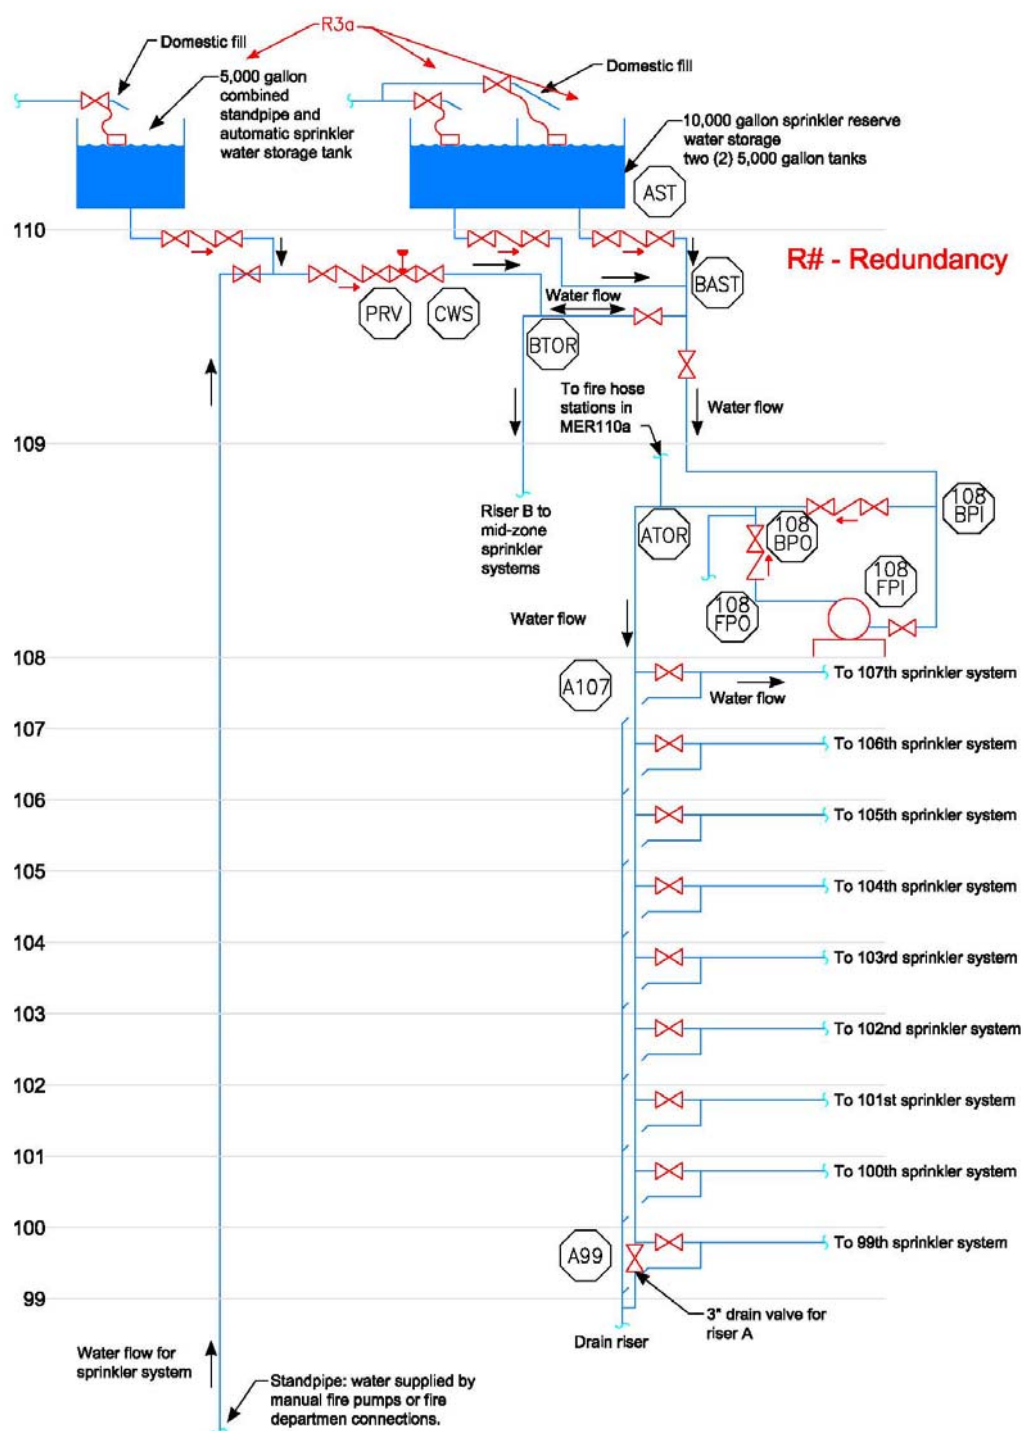 R3a
Domestic fill
5,000 gallon
combined
standpipe and
automatic sprinkler
water storage tank
Domestic fill
10,000 gallon sprinkler reserve
water storage
two (2) 5,000 gallon tanks
AST
110
R# - Redundancy
BAST
Water flow
PRV
CWS
BTOR
To fire hose
stations in
MER110a
Water flow
109
Riser B to
mid-zone
sprinkler
systems
ATOR
108
BPO
108
BPI
108
FPI
108
FPO
Water flow
108
A107
To 107th sprinkler system
Water flow
107
To 106th sprinkler system
106
To 105th sprinkler system
105
To 104th sprinkler system
104
To 103rd sprinkler system
103
To 102nd sprinkler system
102
To 101st sprinkler system
101
To 100th sprinkler system
100
A99
To 99th sprinkler system
99
3" drain valve for
riser A
Drain riser
Water flow for
sprinkler system
Standpipe: water supplied by
manual fire pumps or fire
departmen connections.